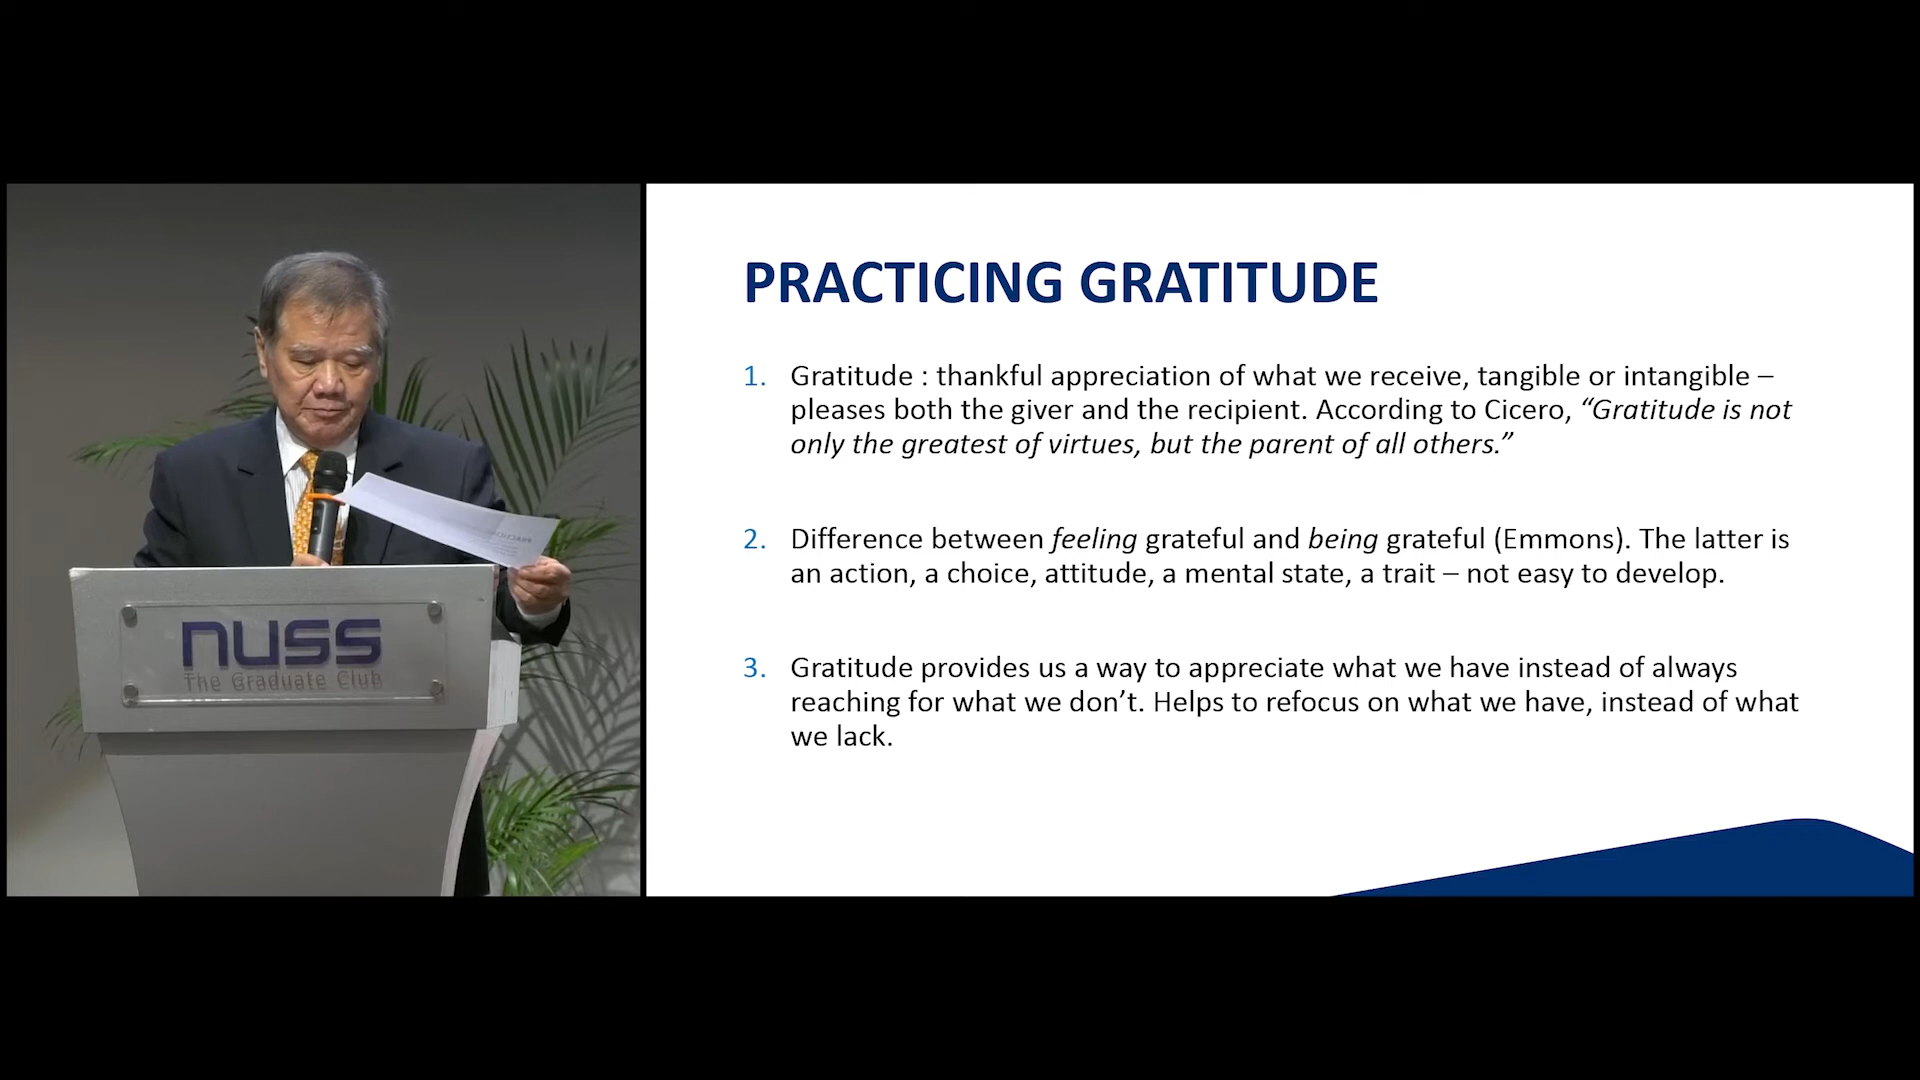 nuss
The Graduate Club
PRACTICING GRATITUDE
1. Gratitude : thankful appreciation of what we receive, tangible or intangible –
pleases both the giver and the recipient. According to Cicero, “Gratitude is not
only the greatest of virtues, but the parent of all others.”
2. Difference between feeling grateful and being grateful (Emmons). The latter is
an action, a choice, attitude, a mental state, a trait – not easy to develop.
3. Gratitude provides us a way to appreciate what we have instead of always
reaching for what we don’t. Helps to refocus on what we have, instead of what
we lack.